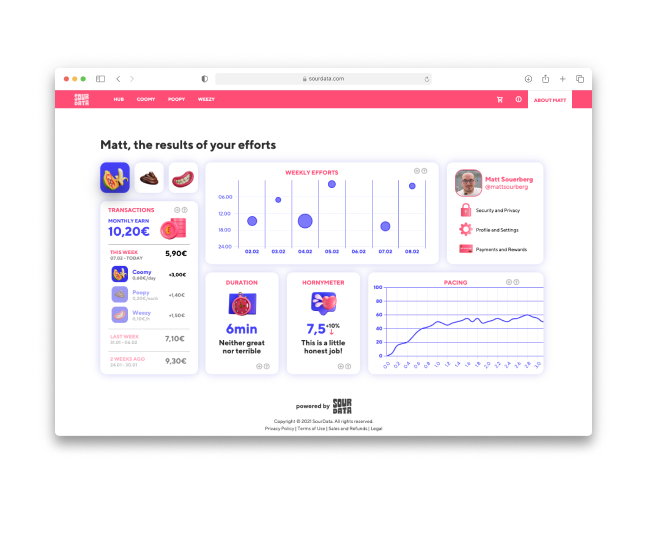 sourdata.com
SOUR
DATA
HUB
COOMY
POOPY
WEEZY
ABOUT MATT
Matt, the results of your efforts
TRANSACTIONS
MONTHLY EARN
10,20€
THIS WEEK
07.02 - TODAY
5,90€
Coomy
0,60€/day
+3,00€
Poopy
0,20€/each
+1,40€
Weezy
+1,50€
LAST WEEK
31.01 - 06.02
7,10€
2 WEEKS AGO
9,30€
WEEKLY EFFORTS
06.00
12.00
18.00
24.00
02.02
03.02
04.02
05.02
06.02
07.02
08.02
Matt Souerberg
@mattsourberg
Security and Privacy
Profile and Settings
Payments and Rewards
DURATION
6min
Neither great
nor terrible
HORNYMETER
7,5
+10%
This is a little
honest job!
PACING
100
80
60
40
20
0
0.0
0.2
0.4
0.6
0.8
1.0
1.2
1.4
1.6
1.8
2.0
2.2
2.4
2.6
2.8
3.0
powered by SOUR
DATA
Copyright © 2021 SourData. All rights reserved.
Privacy Policy | Terms of Use | Sales and Refunds | Legal